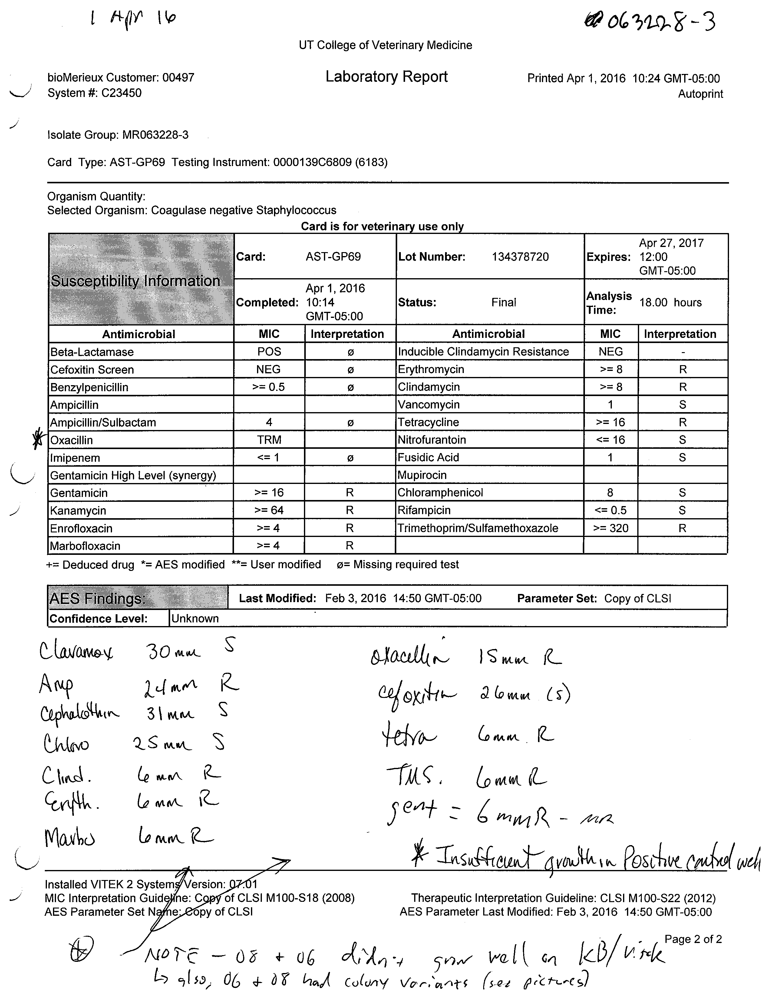 1 Apr 16
063228-3
UT College of Veterinary Medicine
bioMerieux Customer: 00497
Laboratory Report
Printed Apr 1, 2016 10:24 GMT-05:00
System #: C23450
Autoprint
Isolate Group: MR063228-3
Card Type: AST-GP69 Testing Instrument: 0000139C6809 (6183)
Organism Quantity:
Selected Organism: Coagulase negative Staphylococcus
Card is for veterinary use only
Susceptibility Information
Card: AST-GP69 Lot Number: 134378720 Expires: Apr 27, 2017 12:00 GMT-05:00
Completed: Apr 1, 2016 10:14 GMT-05:00 Status: Final Analysis Time: 18.00 hours
Antimicrobial MIC Interpretation Antimicrobial MIC Interpretation
Beta-Lactamase POS ø Inducible Clindamycin Resistance NEG -
Cefoxitin Screen NEG ø Erythromycin >= 8 R
Benzylpenicillin >= 0.5 ø Clindamycin >= 8 R
Ampicillin Vancomycin 1 S
Ampicillin/Sulbactam 4 ø Tetracycline >= 16 R
* Oxacillin TRM Nitrofurantoin <= 16 S
Imipenem <= 1 ø Fusidic Acid 1 S
Gentamicin High Level (synergy) Mupirocin
Gentamicin >= 16 R Chloramphenicol 8 S
Kanamycin >= 64 R Rifampicin <= 0.5 S
Enrofloxacin >= 4 R Trimethoprim/Sulfamethoxazole >= 320 R
Marbofloxacin >= 4 R
+= Deduced drug *= AES modified **= User modified ø= Missing required test
AES Findings: Last Modified: Feb 3, 2016 14:50 GMT-05:00 Parameter Set: Copy of CLSI
Confidence Level: Unknown
Clavamox 30mm S
oxacillin 15mm R
Amp 24mm R
cefoxitin 26mm (S)
Cephalothin 31mm S
tetra 6mm. R
Chloro 25mm S
Clind. 6mm R
TMS. 6mm R
Eryth. 6mm R
gent = 6mm R - MR
Marbo 6mm R
* Insufficient growth in Positive control well
Installed VITEK 2 Systems Version: 07.01
MIC Interpretation Guideline: Copy of CLSI M100-S18 (2008)
Therapeutic Interpretation Guideline: CLSI M100-S22 (2012)
AES Parameter Set Name: Copy of CLSI
AES Parameter Last Modified: Feb 3, 2016 14:50 GMT-05:00
Page 2 of 2
NOTE - 08 + 06 didn't grow well on KB/
↳ also, 06 + 08 had colony variants (see pictures)